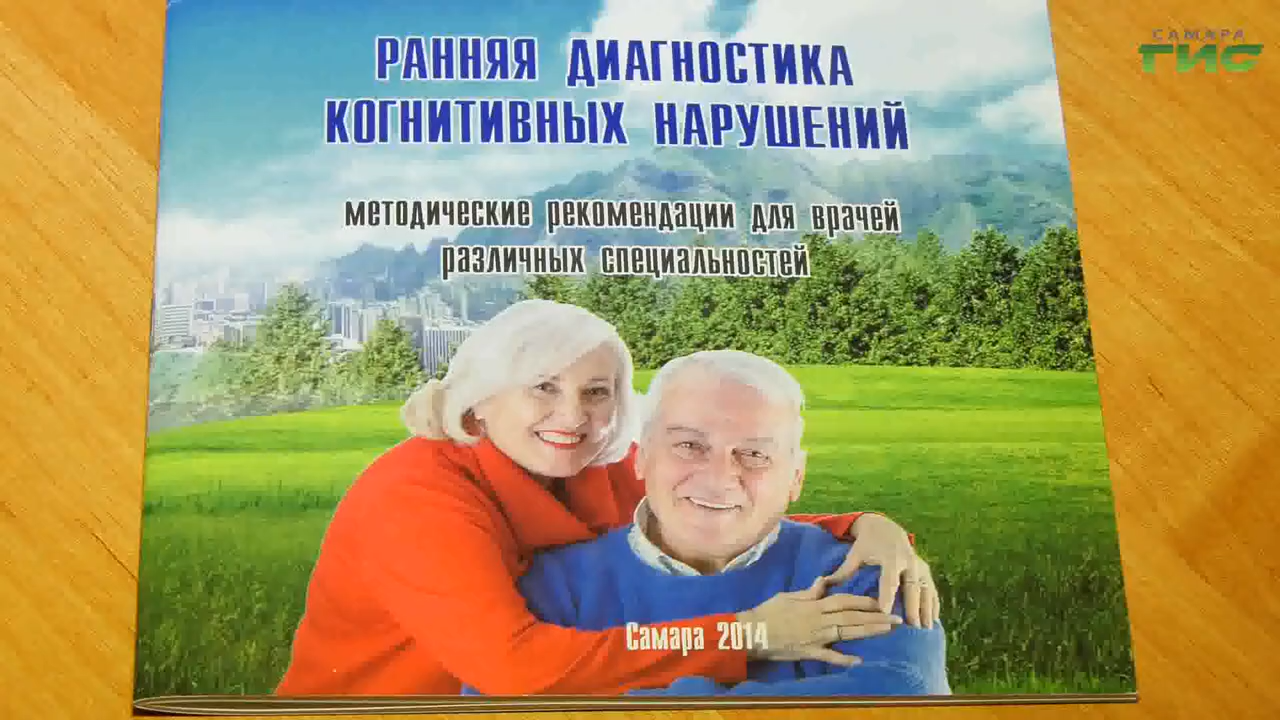 САМАРА
ГИС
РАННЯЯ ДИАГНОСТИКА
КОГНИТИВНЫХ НАРУШЕНИЙ
методические рекомендации для врачей
различных специальностей
Самара 2014